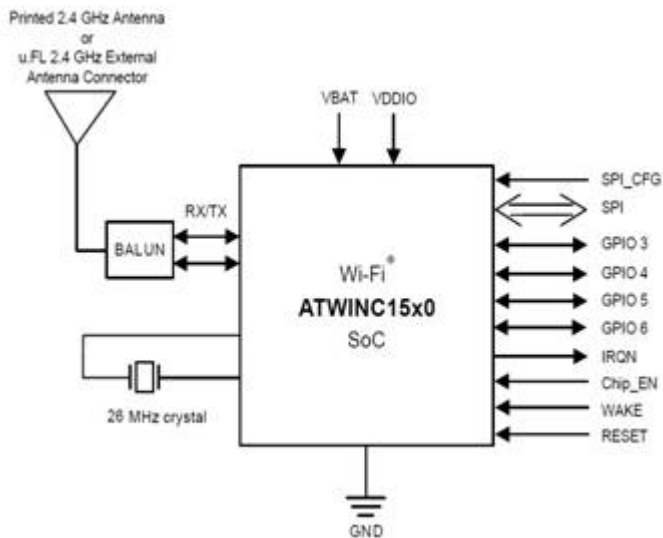 Printed 2.4 GHz Antenna
or
u.FL 2.4 GHz External
Antenna Connector
VBAT
VDDIO
RX/TX
BALUN
Wi-Fi®
ATWINC15x0
SoC
26 MHz crystal
SPI_CFG
SPI
GPIO 3
GPIO 4
GPIO 5
GPIO 6
IRQN
Chip_EN
WAKE
RESET
GND